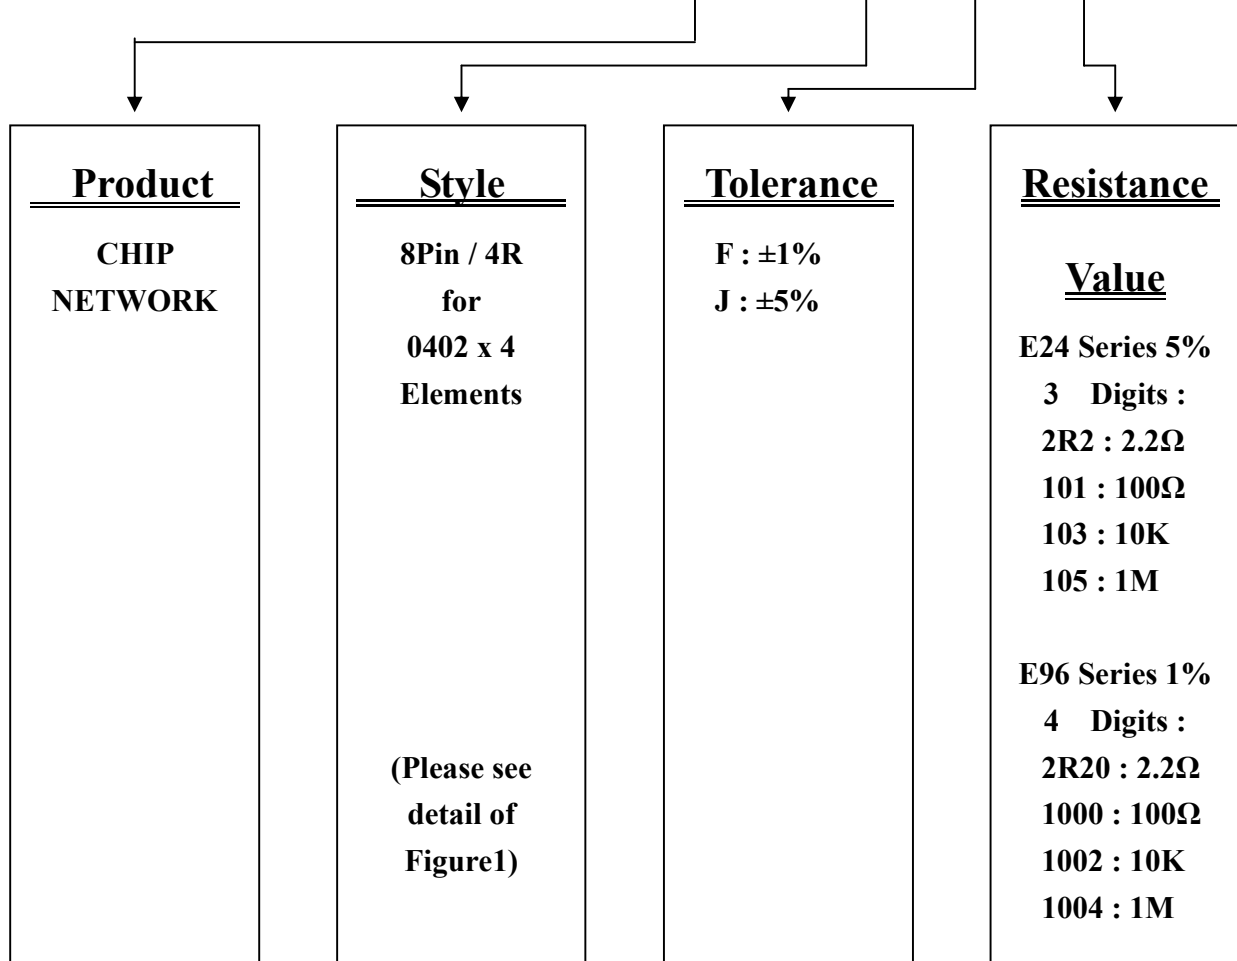 Product
CHIP
NETWORK
Style
8Pin / 4R
for
0402 x 4
Elements
(Please see
detail of
Figure1)
Tolerance
F : ±1%
J : ±5%
Resistance
Value
E24 Series 5%
3 Digits :
2R2 : 2.2Ω
101 : 100Ω
103 : 10K
105 : 1M
E96 Series 1%
4 Digits :
2R20 : 2.2Ω
1000 : 100Ω
1002 : 10K
1004 : 1M